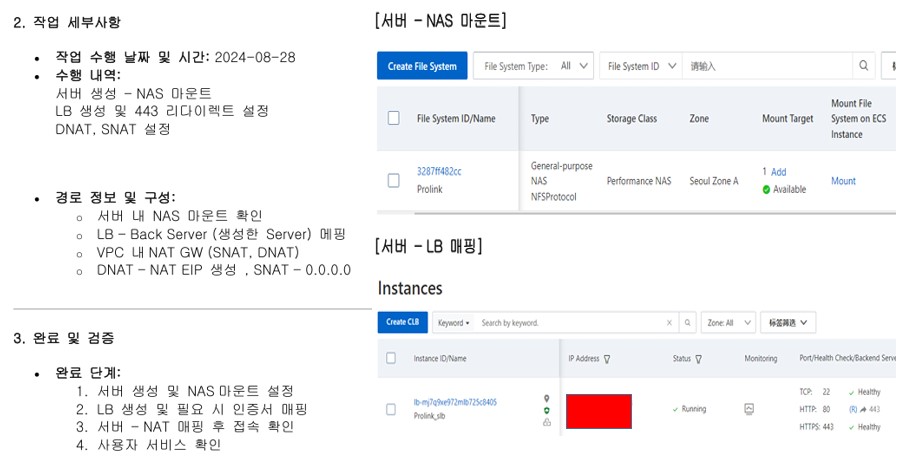 2. 작업 세부사항
• 작업 수행 날짜 및 시간: 2024-08-28
• 수행 내역:
서버 생성 – NAS 마운트
LB 생성 및 443 리다이렉트 설정
DNAT, SNAT 설정
• 경로 정보 및 구성:
o 서버 내 NAS 마운트 확인
o LB – Back Server (생성한 Server) 메핑
o VPC 내 NAT GW (SNAT, DNAT)
o DNAT – NAT EIP 생성 , SNAT – 0.0.0.0
3. 완료 및 검증
• 완료 단계:
1. 서버 생성 및 NAS 마운트 설정
2. LB 생성 및 필요 시 인증서 매핑
3. 서버 – NAT 매핑 후 접속 확인
4. 사용자 서비스 확인
[서버 – NAS 마운트]
Create File System File System Type: All File System ID 请输入
File System ID/Name Type Storage Class Zone Mount Target Mount File System on ECS Instance
3287ff482cc General-purpose NAS NFSProtocol Performance NAS Seoul Zone A 1 Add Mount
Prolink Available
[서버 – LB 매핑]
Instances
Create CLB Keyword Search by keyword. Zone: All 标签筛选
Instance ID/Name IP Address Status Monitoring Port/Health Check/Backend Serve
lb-mj7q9xe972mlb725c8405 Running TCP: 22 Healthy
Prolink_slb HTTP: 80 (R) 443
HTTPS: 443 Healthy